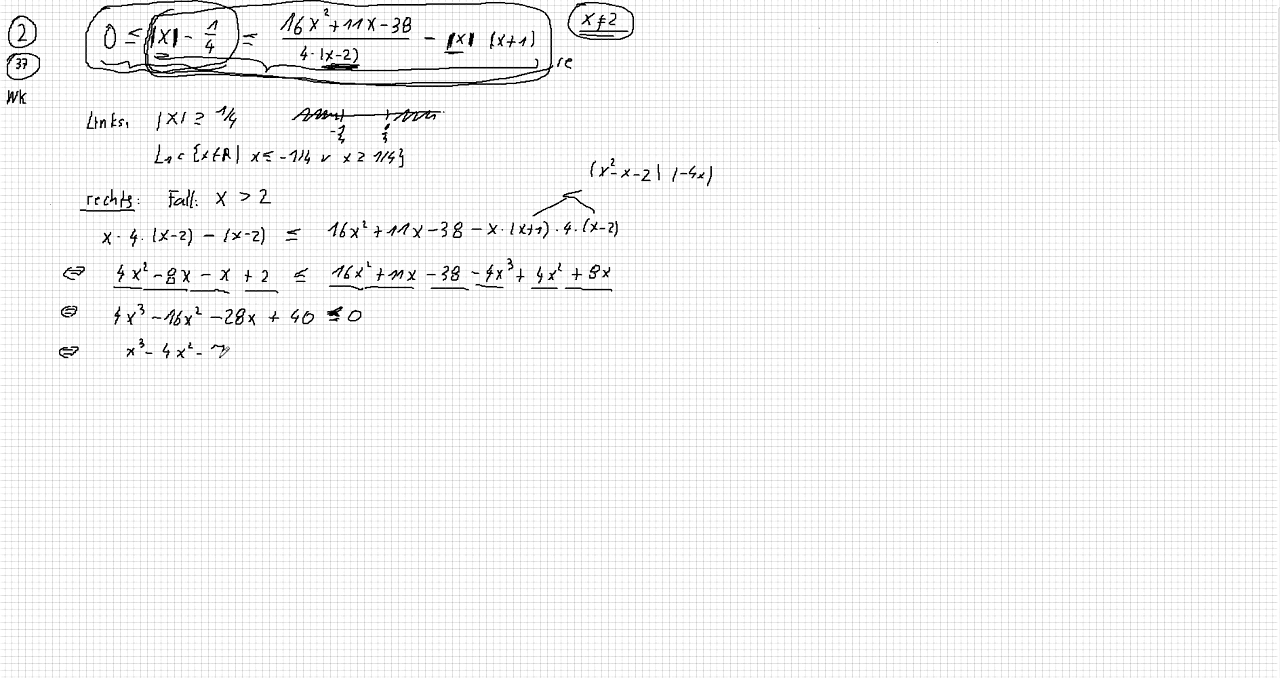 2
37
WK
0 ≤ |x| - 1/4 ≤ (16x² + 11x - 38) / (4·(x-2)) - |x| (x+1)
x ≠ 2
re
Links: |x| ≥ 1/4
-1/4 1/4
L₁ = {x ∈ ℝ | x ≤ -1/4 v x ≥ 1/4}
(x² - x - 2) (-4x)
rechts: Fall: x > 2
x · 4 · (x-2) - (x-2) ≤ 16x² + 11x - 38 - x · (x+1) · 4 · (x-2)
⇔ 4x² - 8x - x + 2 ≤ 16x² + 11x - 38 - 4x³ + 4x² + 8x
⇔ 4x³ - 16x² - 28x + 40 ≤ 0
⇔ x³ - 4x² - 7